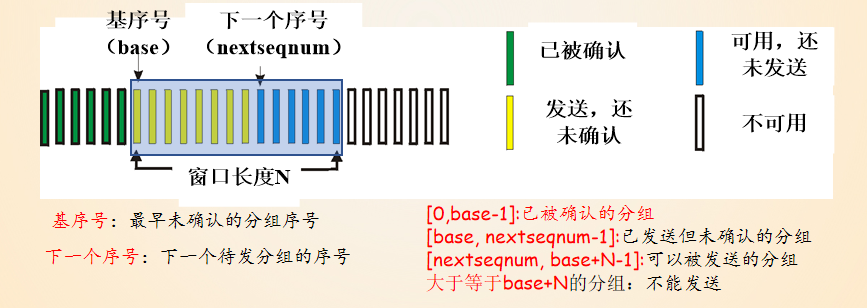 基序号
（base）
下一个序号
（nextseqnum）
已被确认
可用，还
未发送
发送，还
未确认
不可用
窗口长度N
基序号：最早未确认的分组序号
下一个序号：下一个待发分组的序号
[0,base-1]:已被确认的分组
[base, nextseqnum-1]:已发送但未确认的分组
[nextseqnum, base+N-1]:可以被发送的分组
大于等于base+N的分组：不能发送